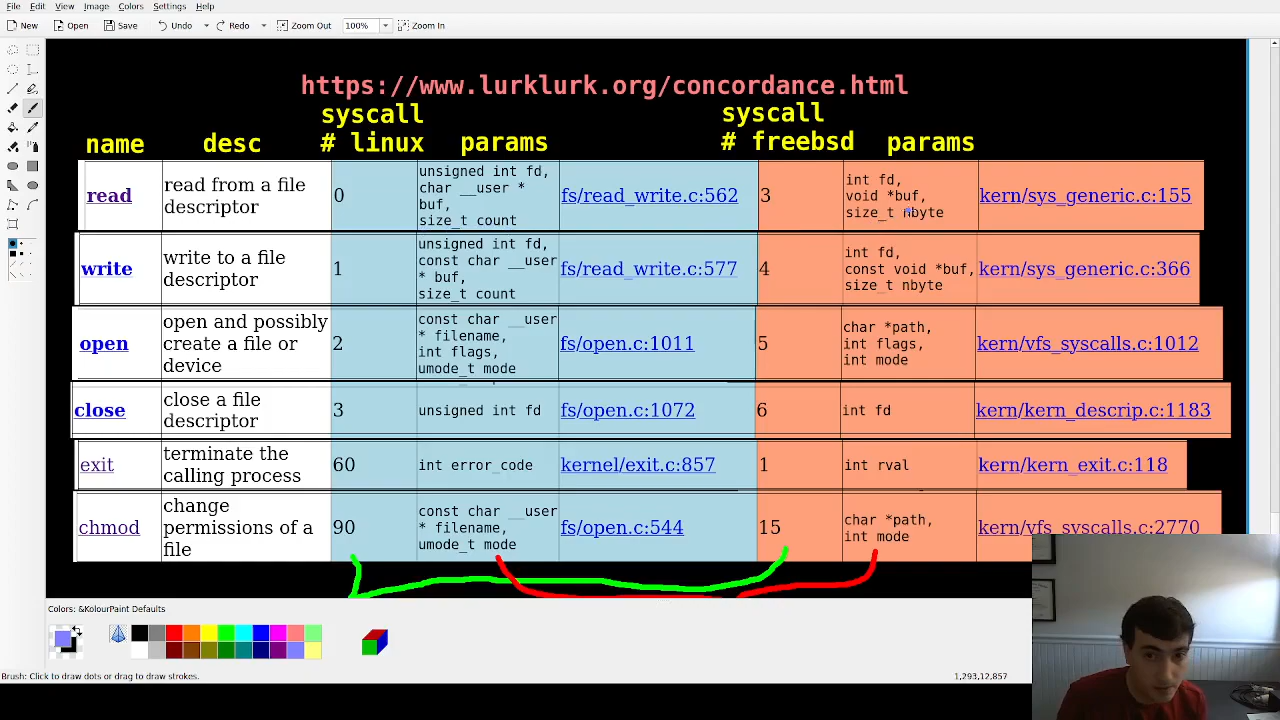 File Edit View Image Colors Settings Help
New Open Save Undo Redo Zoom Out 100% Zoom In
https://www.lurklurk.org/concordance.html
syscall syscall
name desc # linux params # freebsd params
read
read from a file
descriptor
0
unsigned int fd,
char __user *
buf,
size_t count
fs/read_write.c:562
3
int fd,
void *buf,
size_t nbyte
kern/sys_generic.c:155
write
write to a file
descriptor
1
unsigned int fd,
const char __user
* buf,
size_t count
fs/read_write.c:577
4
int fd,
const void *buf,
size_t nbyte
kern/sys_generic.c:366
open
open and possibly
create a file or
device
2
const char __user
* filename,
int flags,
umode_t mode
fs/open.c:1011
5
char *path,
int flags,
int mode
kern/vfs_syscalls.c:1012
close
close a file
descriptor
3
unsigned int fd
fs/open.c:1072
6
int fd
kern/kern_descrip.c:1183
exit
terminate the
calling process
60
int error_code
kernel/exit.c:857
1
int rval
kern/kern_exit.c:118
chmod
change
permissions of a
file
90
const char __user
* filename,
umode_t mode
fs/open.c:544
15
char *path,
int mode
kern/vfs_syscalls.c:2770
Colors: &KolourPaint Defaults
Brush: Click to draw dots or drag to draw strokes.
1,293,12,857